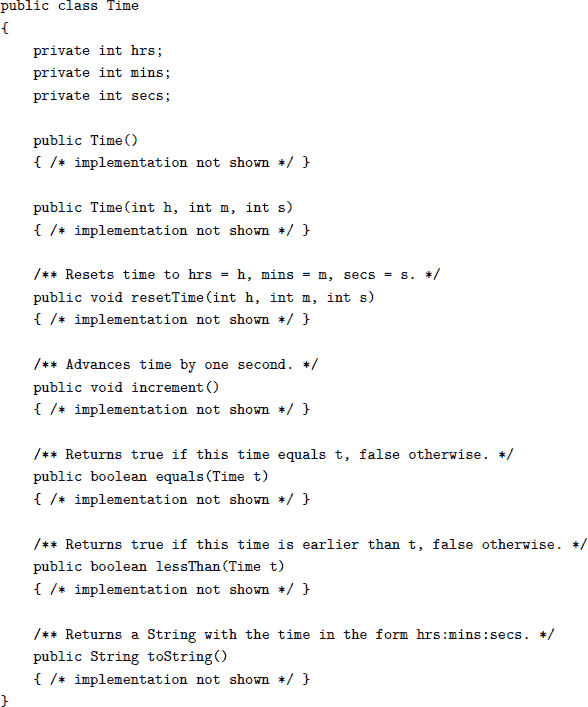 public class Time
{
    private int hrs;
    private int mins;
    private int secs;

    public Time()
    { /* implementation not shown */ }

    public Time(int h, int m, int s)
    { /* implementation not shown */ }

    /** Resets time to hrs = h, mins = m, secs = s. */
    public void resetTime(int h, int m, int s)
    { /* implementation not shown */ }

    /** Advances time by one second. */
    public void increment()
    { /* implementation not shown */ }

    /** Returns true if this time equals t, false otherwise. */
    public boolean equals(Time t)
    { /* implementation not shown */ }

    /** Returns true if this time is earlier than t, false otherwise. */
    public boolean lessThan(Time t)
    { /* implementation not shown */ }

    /** Returns a String with the time in the form hrs:mins:secs. */
    public String toString()
    { /* implementation not shown */ }
}